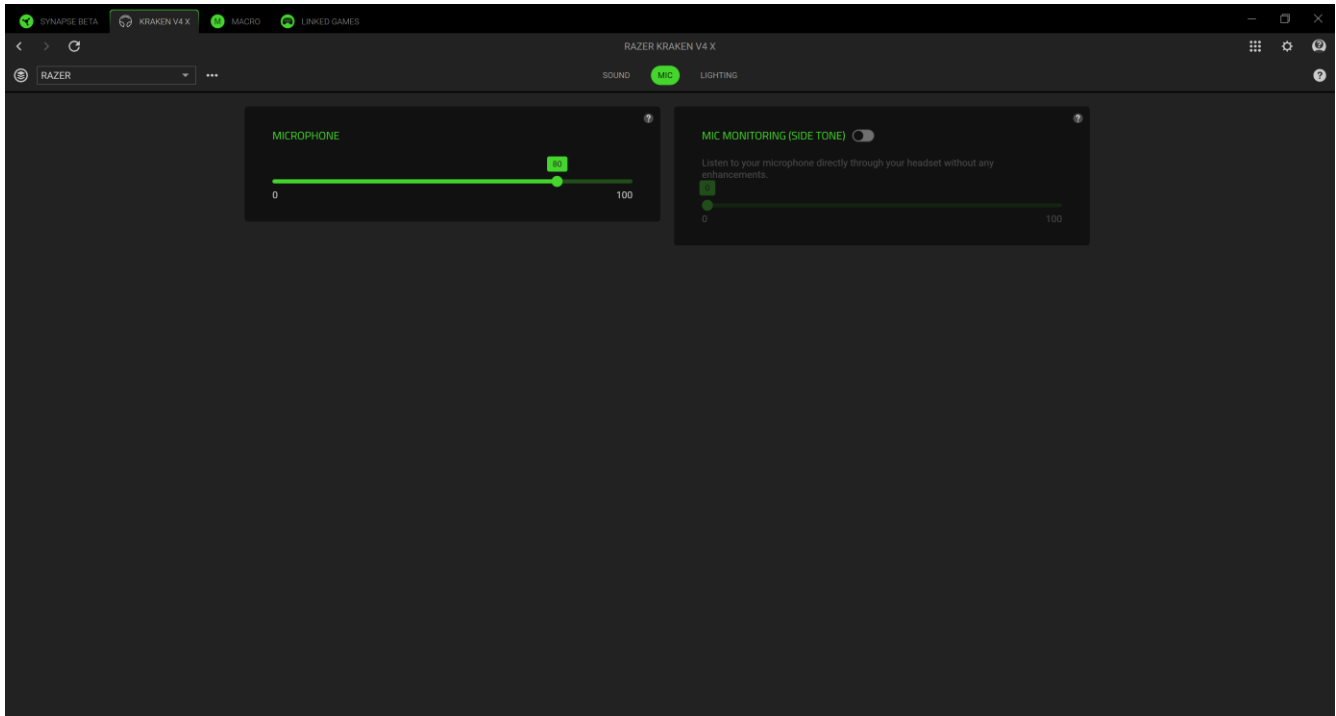 SYNAPSE BETA KRAKEN V4 X M MACRO LINKED GAMES
RAZER KRAKEN V4 X
RAZER SOUND MIC LIGHTING
MICROPHONE
80
0 100
MIC MONITORING (SIDE TONE)
Listen to your microphone directly through your headset without any
enhancements.
0
0 100